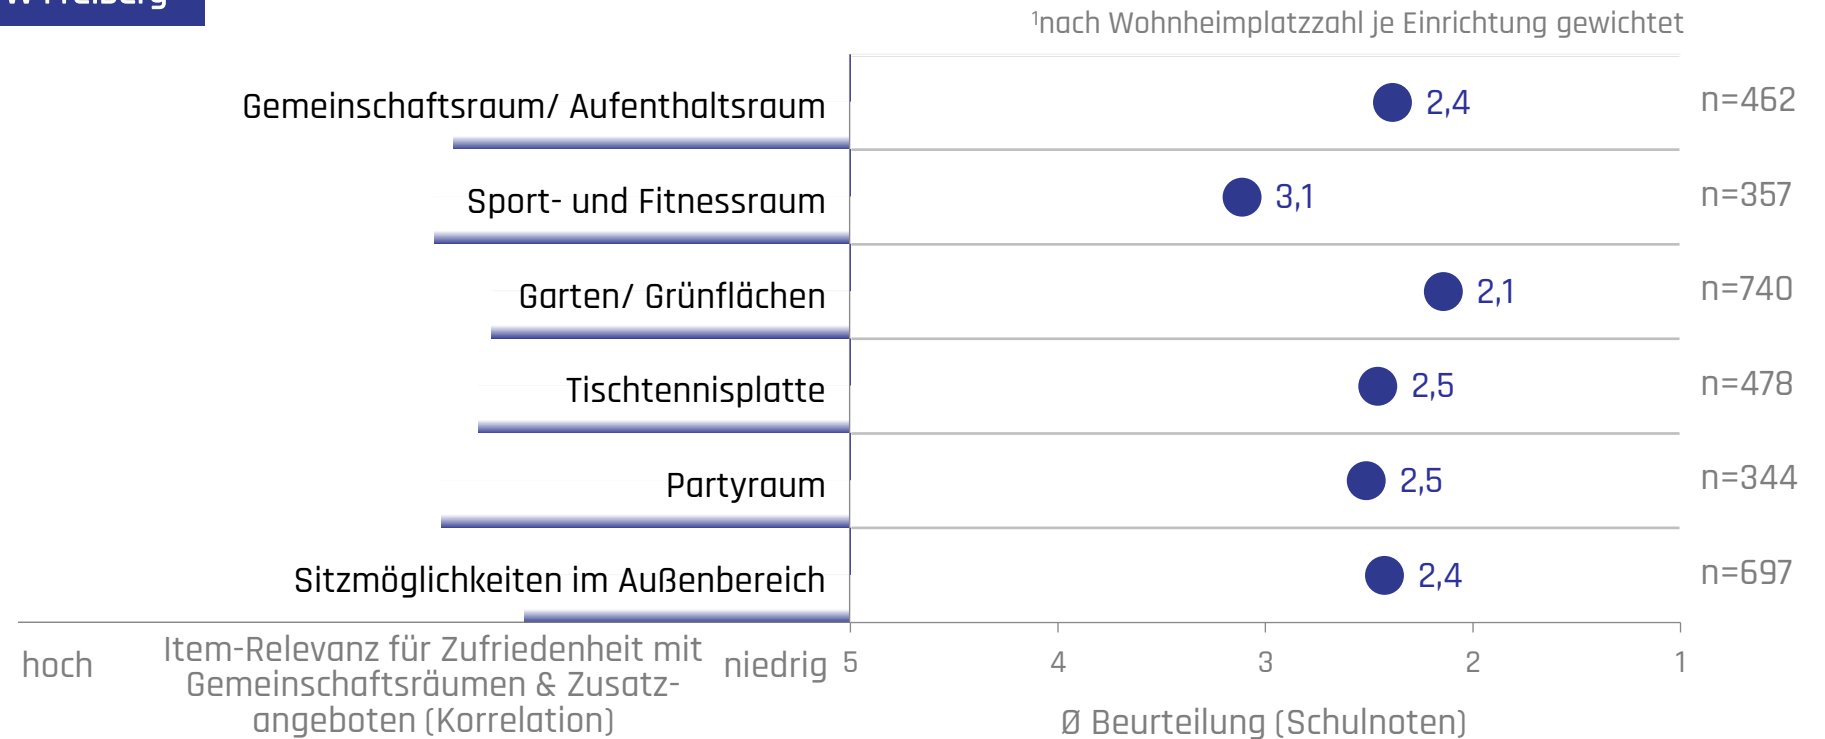 ¹nach Wohnheimplatzzahl je Einrichtung gewichtet
Gemeinschaftsraum/ Aufenthaltsraum 2,4 n=462
Sport- und Fitnessraum 3,1 n=357
Garten/ Grünflächen 2,1 n=740
Tischtennisplatte 2,5 n=478
Partyraum 2,5 n=344
Sitzmöglichkeiten im Außenbereich 2,4 n=697
hoch
Item-Relevanz für Zufriedenheit mit
Gemeinschaftsräumen & Zusatz-
angeboten (Korrelation)
niedrig
5 4 3 2 1
Ø Beurteilung (Schulnoten)